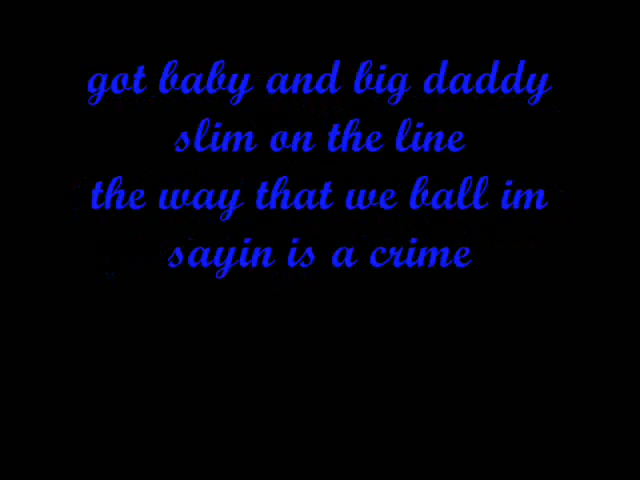 got baby and big daddy
slim on the line
the way that we ball im
sayin is a crime